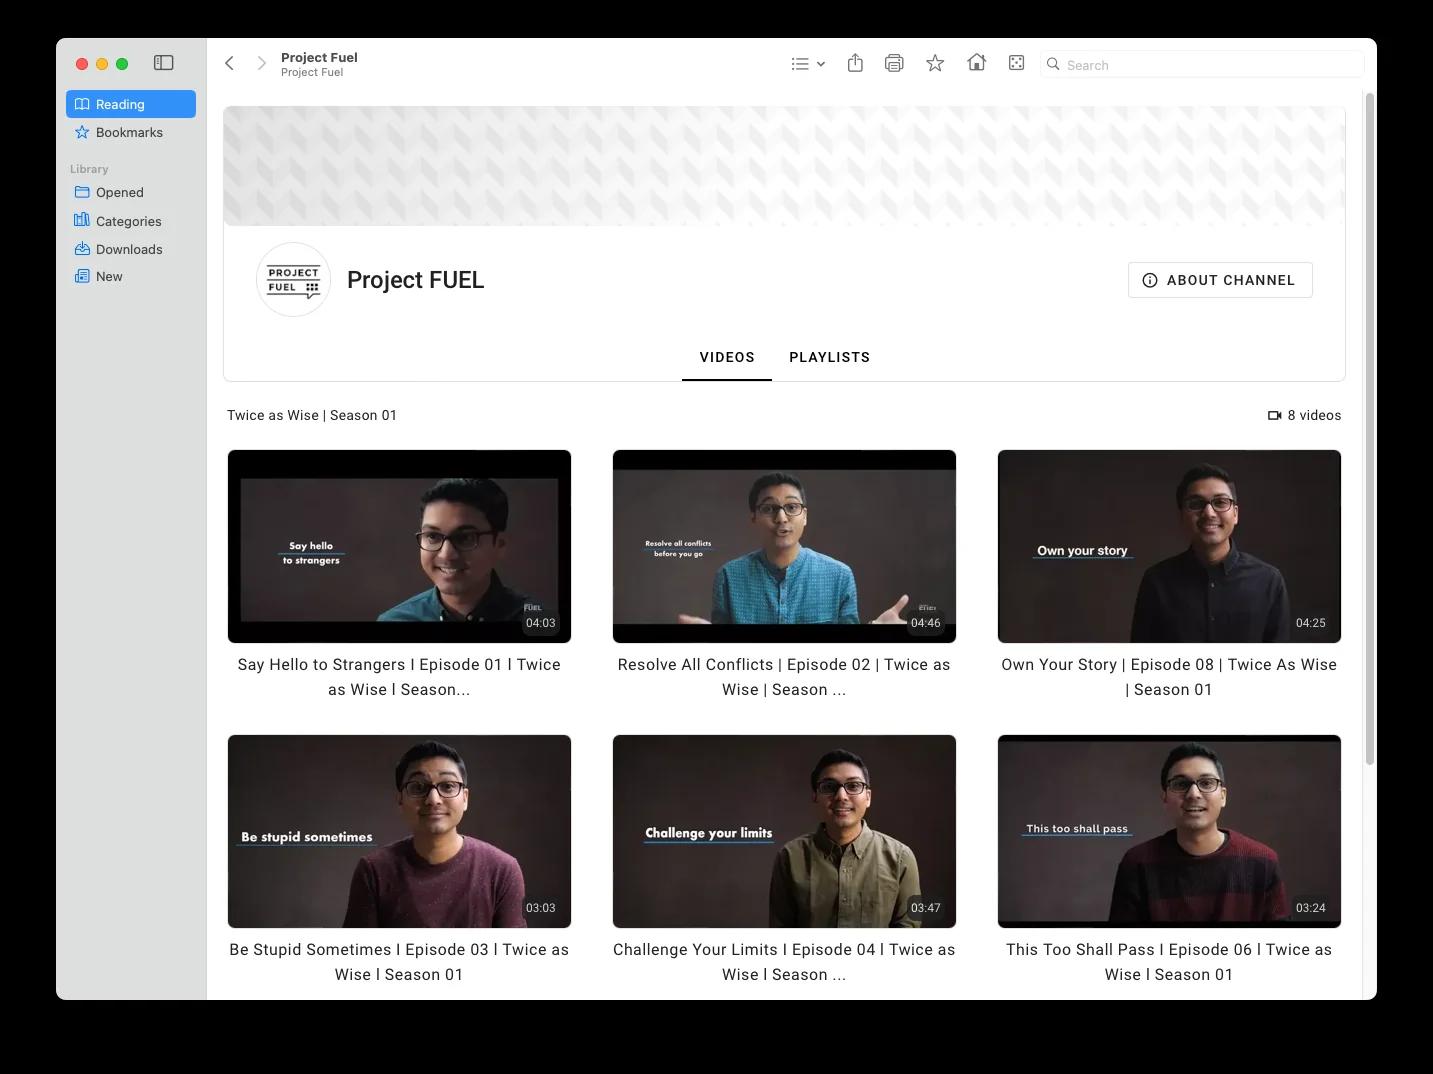 Project Fuel
Project Fuel
Search
Reading
Bookmarks
Library
Opened
Categories
Downloads
New
PROJECT
FUEL
Project FUEL
ABOUT CHANNEL
VIDEOS
PLAYLISTS
Twice as Wise | Season 01
8 videos
Say hello
to strangers
FUEL
04:03
Say Hello to Strangers I Episode 01 l Twice
as Wise l Season...
Resolve all conflicts
before you go
04:46
Resolve All Conflicts | Episode 02 | Twice as
Wise | Season ...
Own your story
04:25
Own Your Story | Episode 08 | Twice As Wise
| Season 01
Be stupid sometimes
03:03
Be Stupid Sometimes I Episode 03 l Twice as
Wise l Season 01
Challenge your limits
03:47
Challenge Your Limits I Episode 04 l Twice as
Wise l Season ...
This too shall pass
03:24
This Too Shall Pass I Episode 06 l Twice as
Wise l Season 01